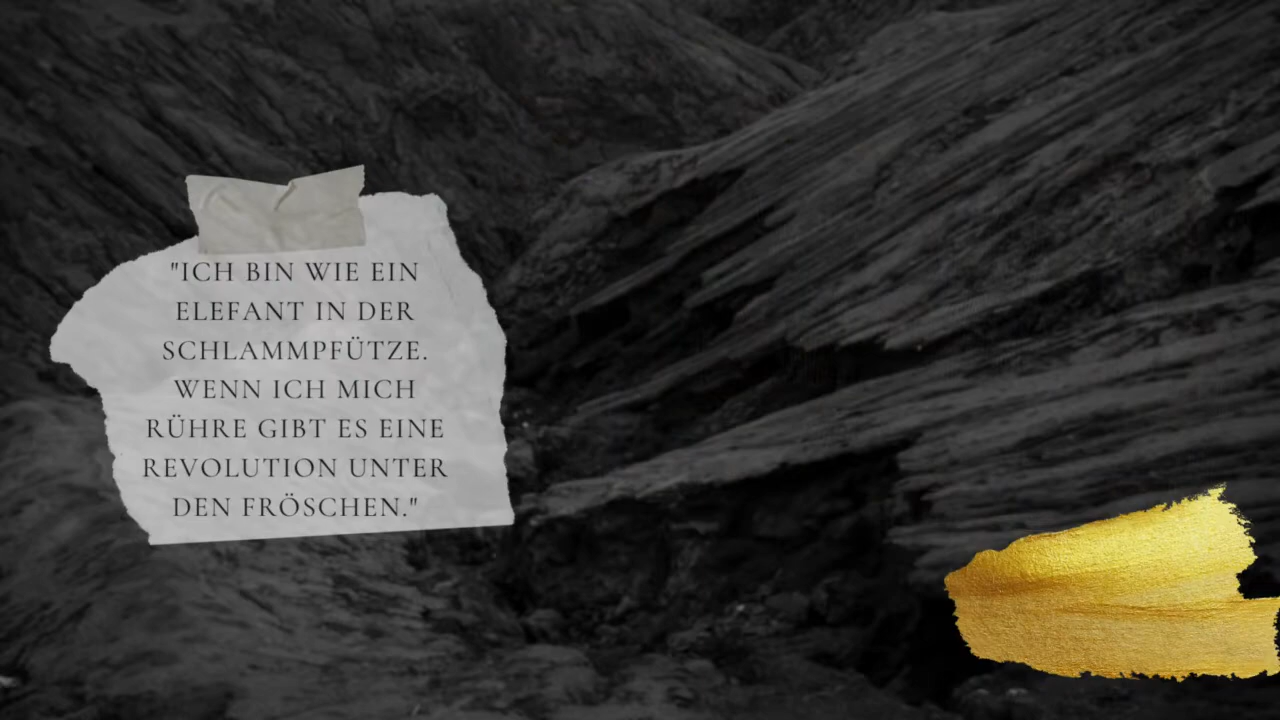 "ICH BIN WIE EIN
ELEFANT IN DER
SCHLAMMPFÜTZE.
WENN ICH MICH
RÜHRE GIBT ES EINE
REVOLUTION UNTER
DEN FRÖSCHEN."